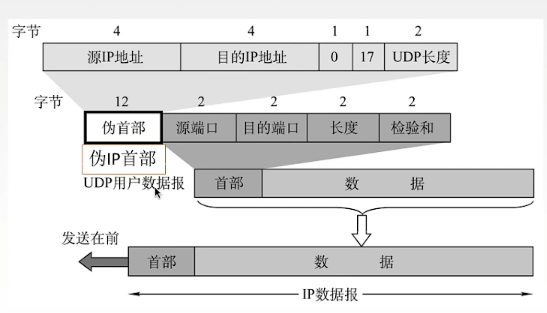 字节 4 4 1 1 2
源IP地址 目的IP地址 0 17 UDP长度
字节 12 2 2 2 2
伪首部 源端口 目的端口 长度 检验和
伪IP首部
UDP用户数据报 首部 数 据
发送在前
首部 数 据
IP数据报